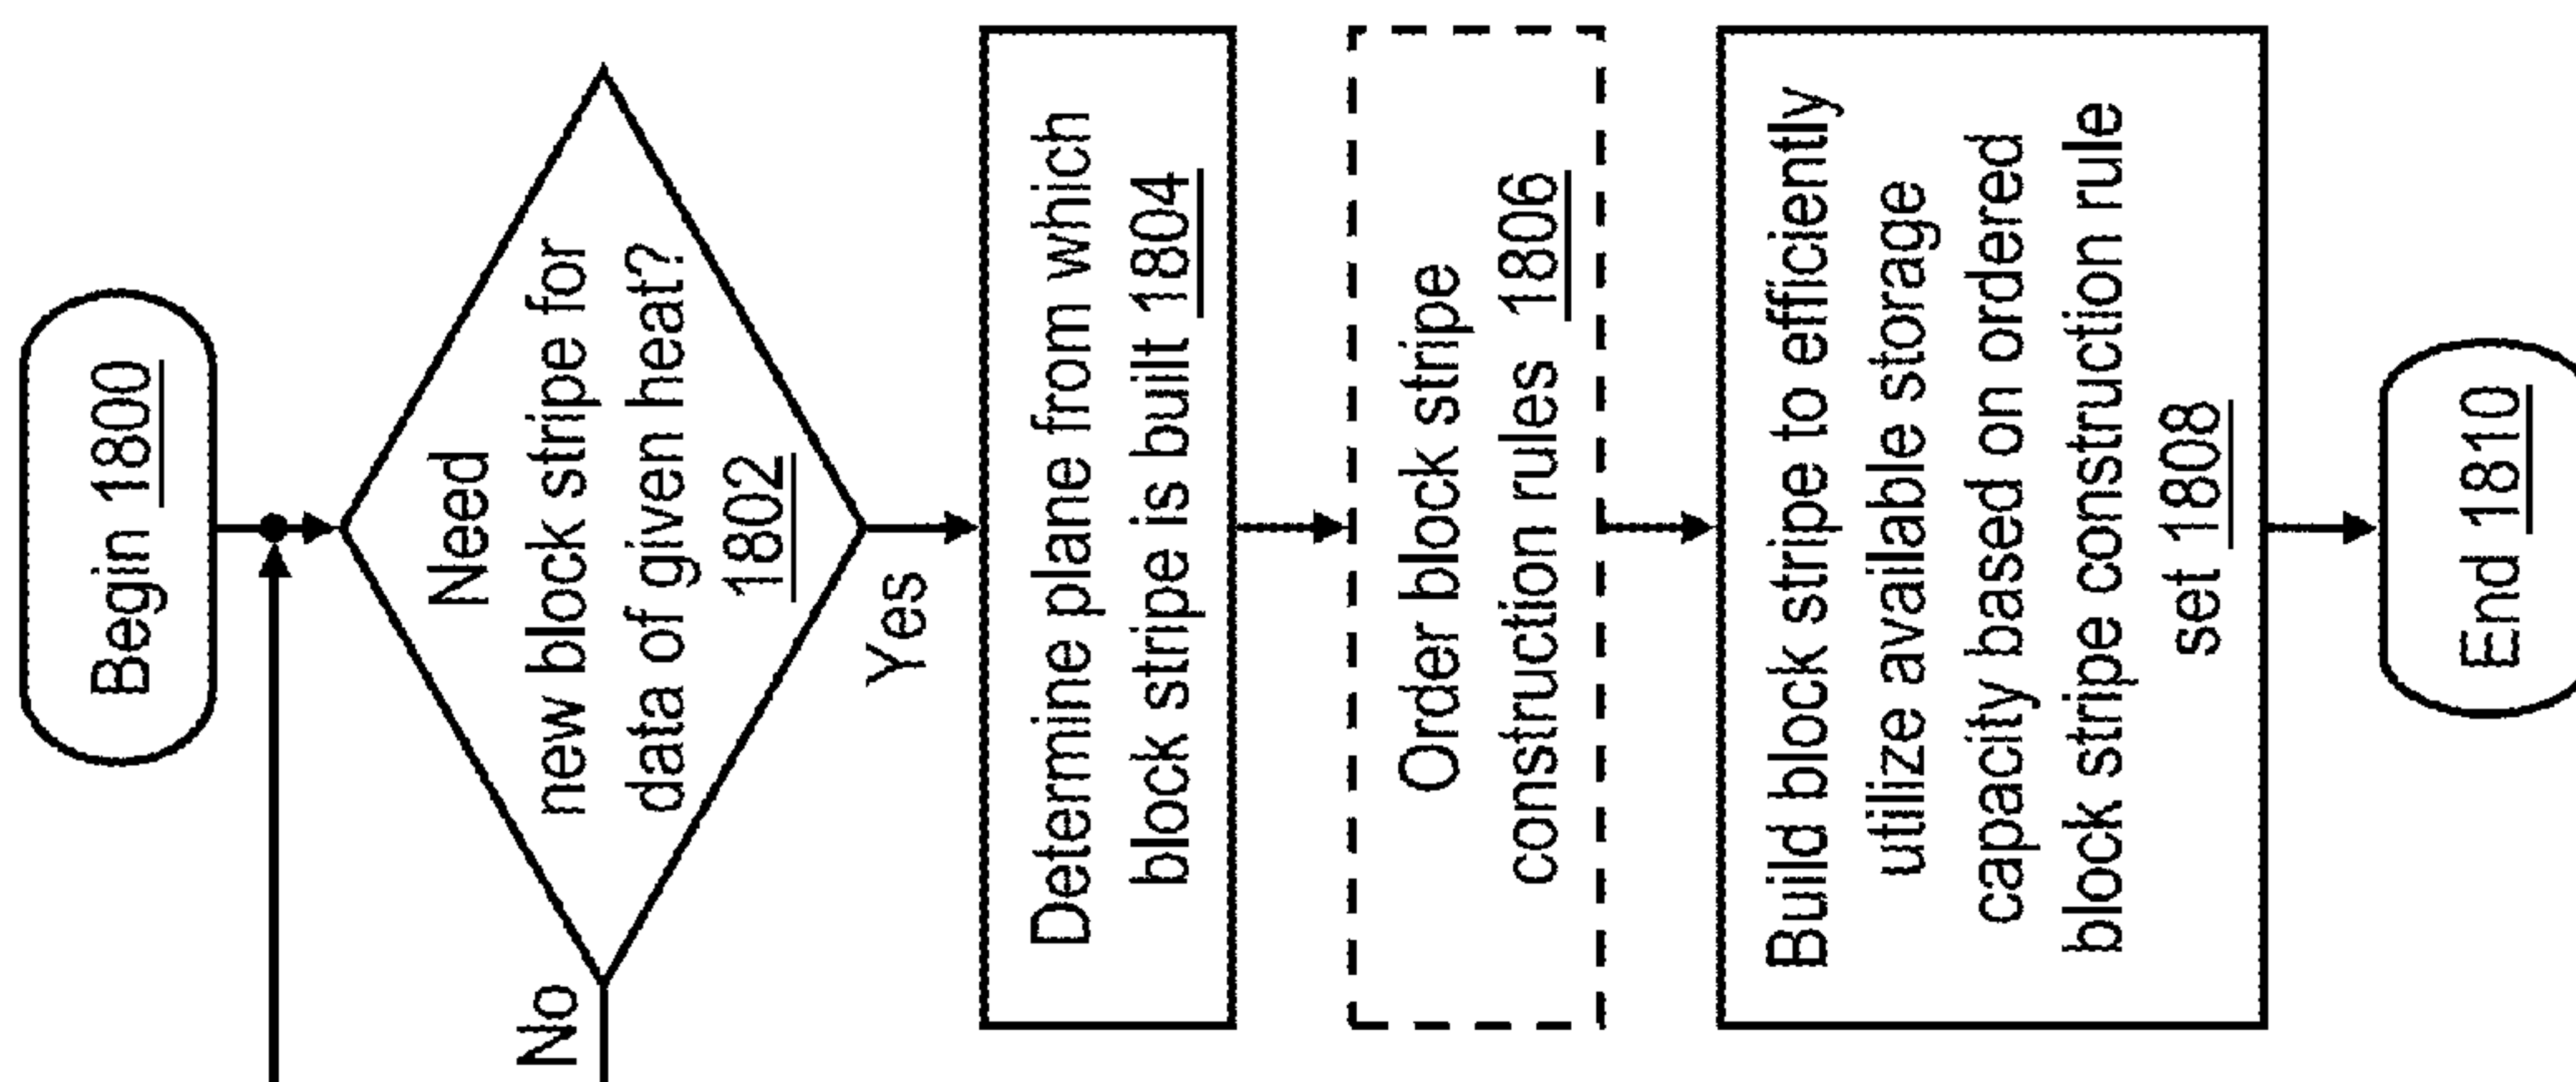 Begin 1800
Need
new block stripe for
data of given heat?
1802
No
Yes
Determine plane from which
block stripe is built 1804
Order block stripe
construction rules 1806
Build block stripe to efficiently
utilize available storage
capacity based on ordered
block stripe construction rule
set 1808
End 1810